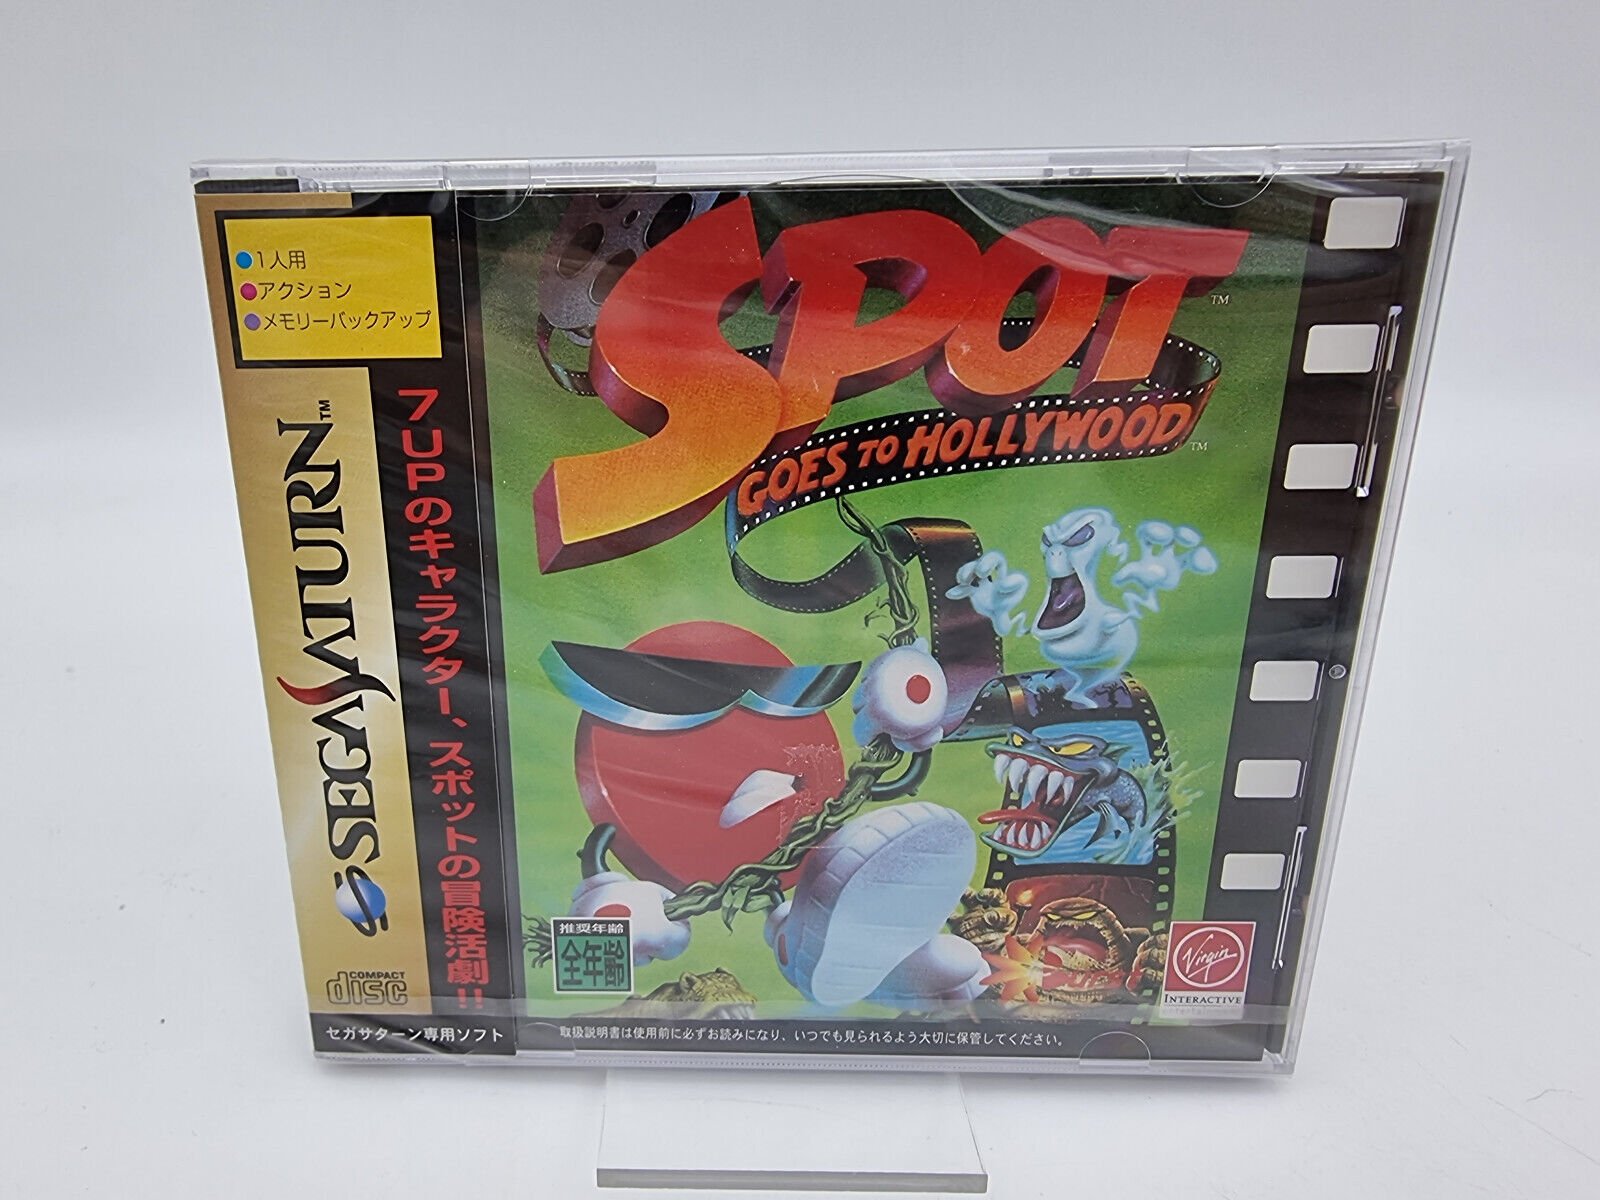 1人用
アクション
メモリーバックアップ
SEGA SATURN™
7UPのキャラクター、スポットの冒険活劇!!
COMPACT
disc
セガサターン専用ソフト
SPOT™
GOES TO HOLLYWOOD™
推奨年齢
全年齢
Virgin
INTERACTIVE
entertainment
取扱説明書は使用前に必ずお読みになり、いつでも見られるよう大切に保管してください。